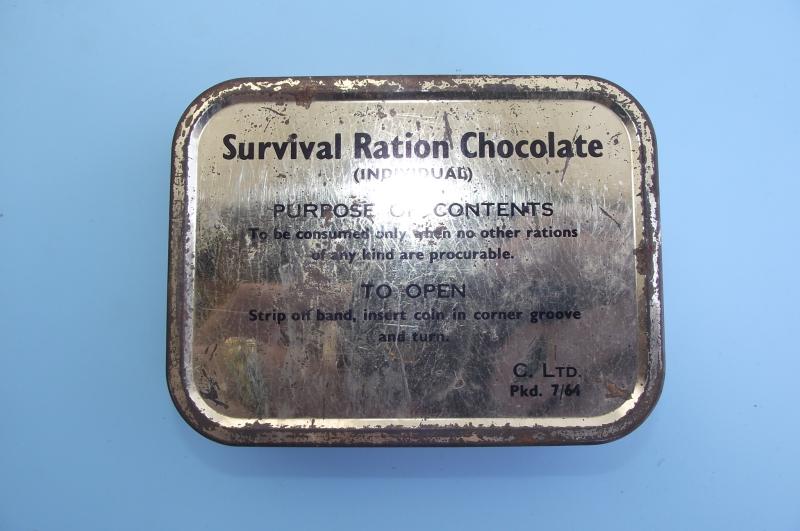 Survival Ration Chocolate
(INDIVIDUAL)
PURPOSE OF CONTENTS
To be consumed only when no other rations
of any kind are procurable.
TO OPEN
Strip off band, insert coin in corner groove
and turn.
C. LTD.
Pkd. 7/64